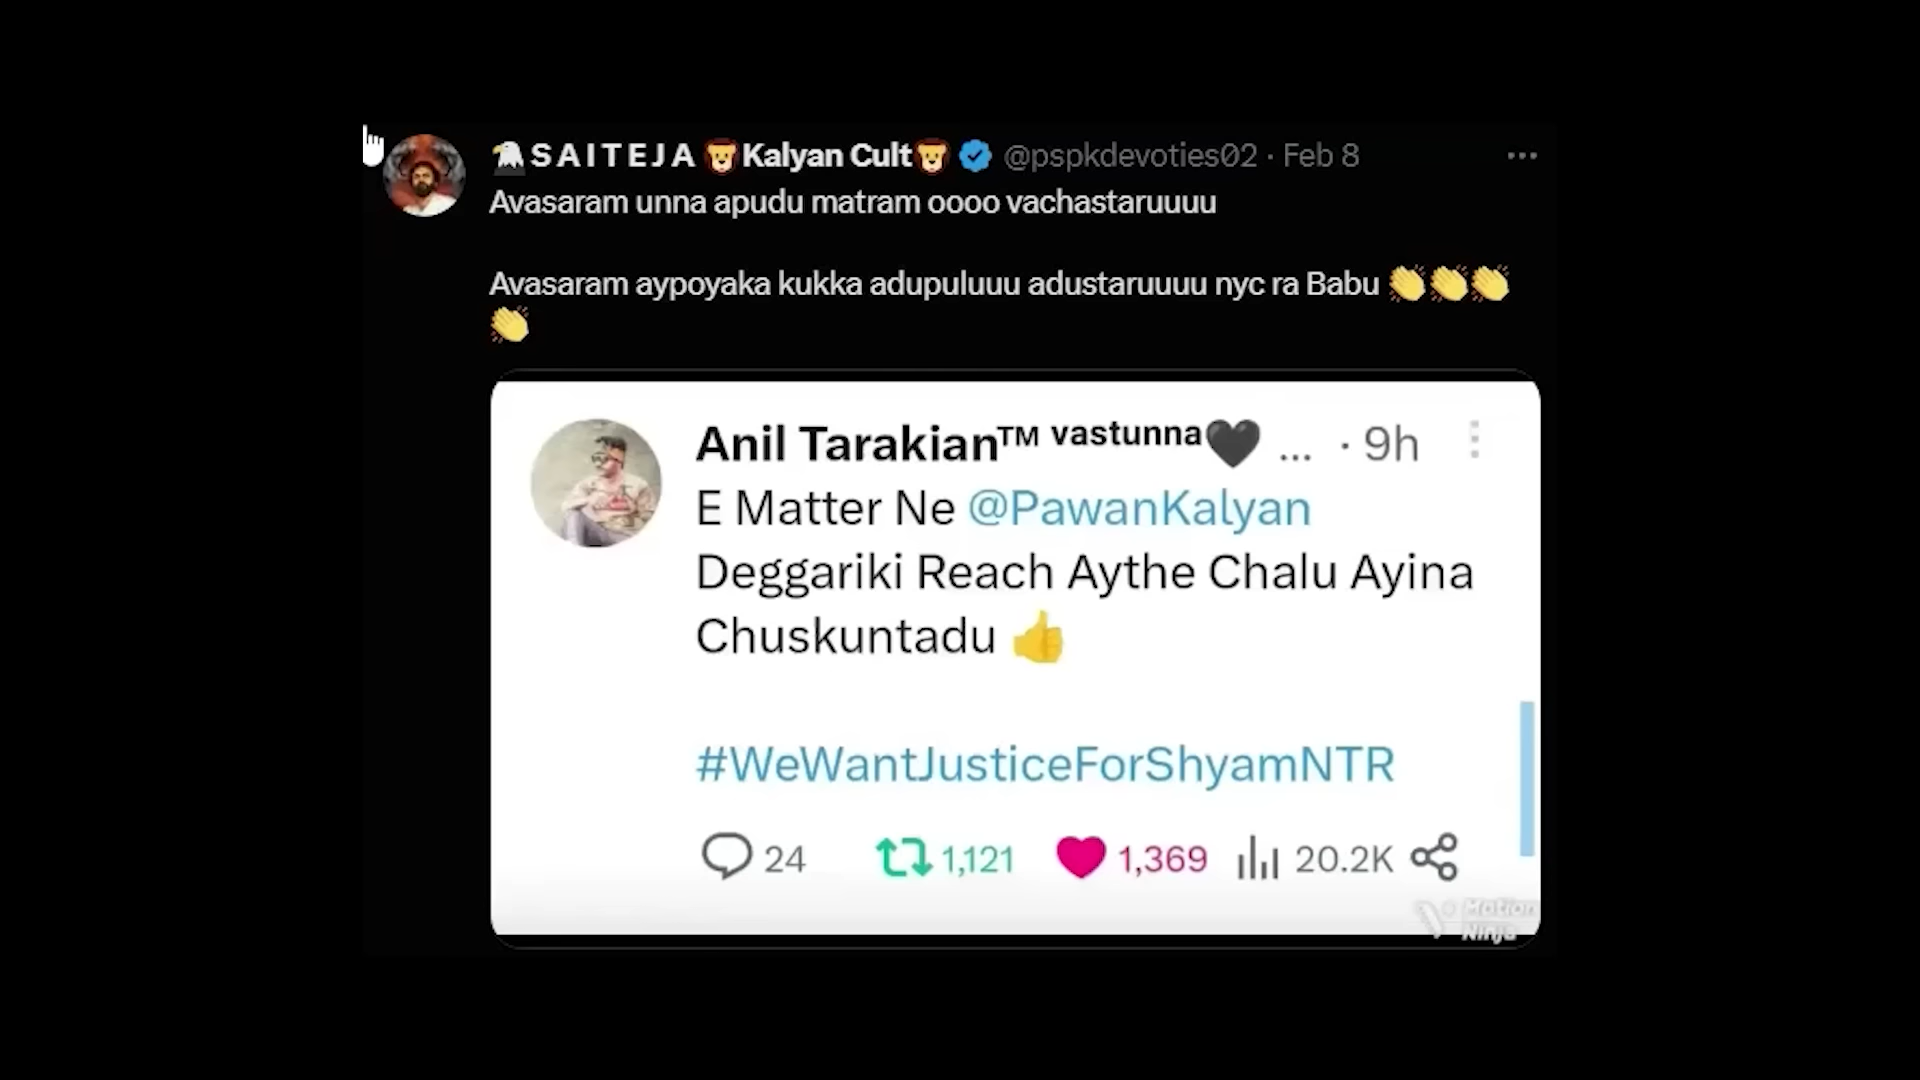 SAITEJA 🦁Kalyan Cult🦁 @pspkdevoties02 · Feb 8
Avasaram unna apudu matram oooo vachastaruuuu
Avasaram aypoyaka kukka adupuluuu adustaruuuu nyc ra Babu 👏👏👏
👏
Anil Tarakian™ ᵛᵃˢᵗᵘⁿⁿᵃ🖤 ... · 9h
E Matter Ne @PawanKalyan
Deggariki Reach Aythe Chalu Ayina
Chuskuntadu 👍
#WeWantJusticeForShyamNTR
24 1,121 1,369 20.2K
Motion
Ninja